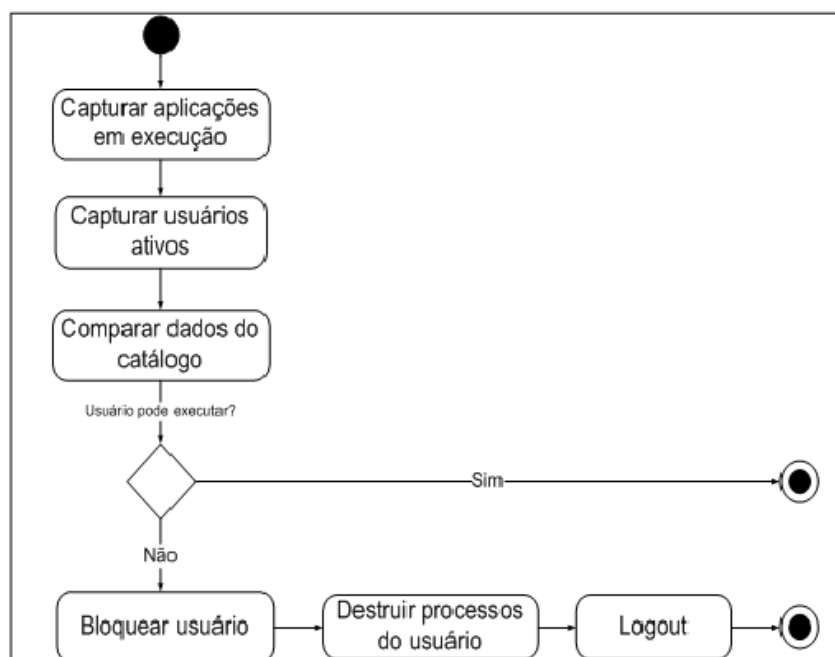 Capturar aplicações
em execução
Capturar usuários
ativos
Comparar dados do
catálogo
Usuário pode executar?
Sim
Não
Bloquear usuário
Destruir processos
do usuário
Logout